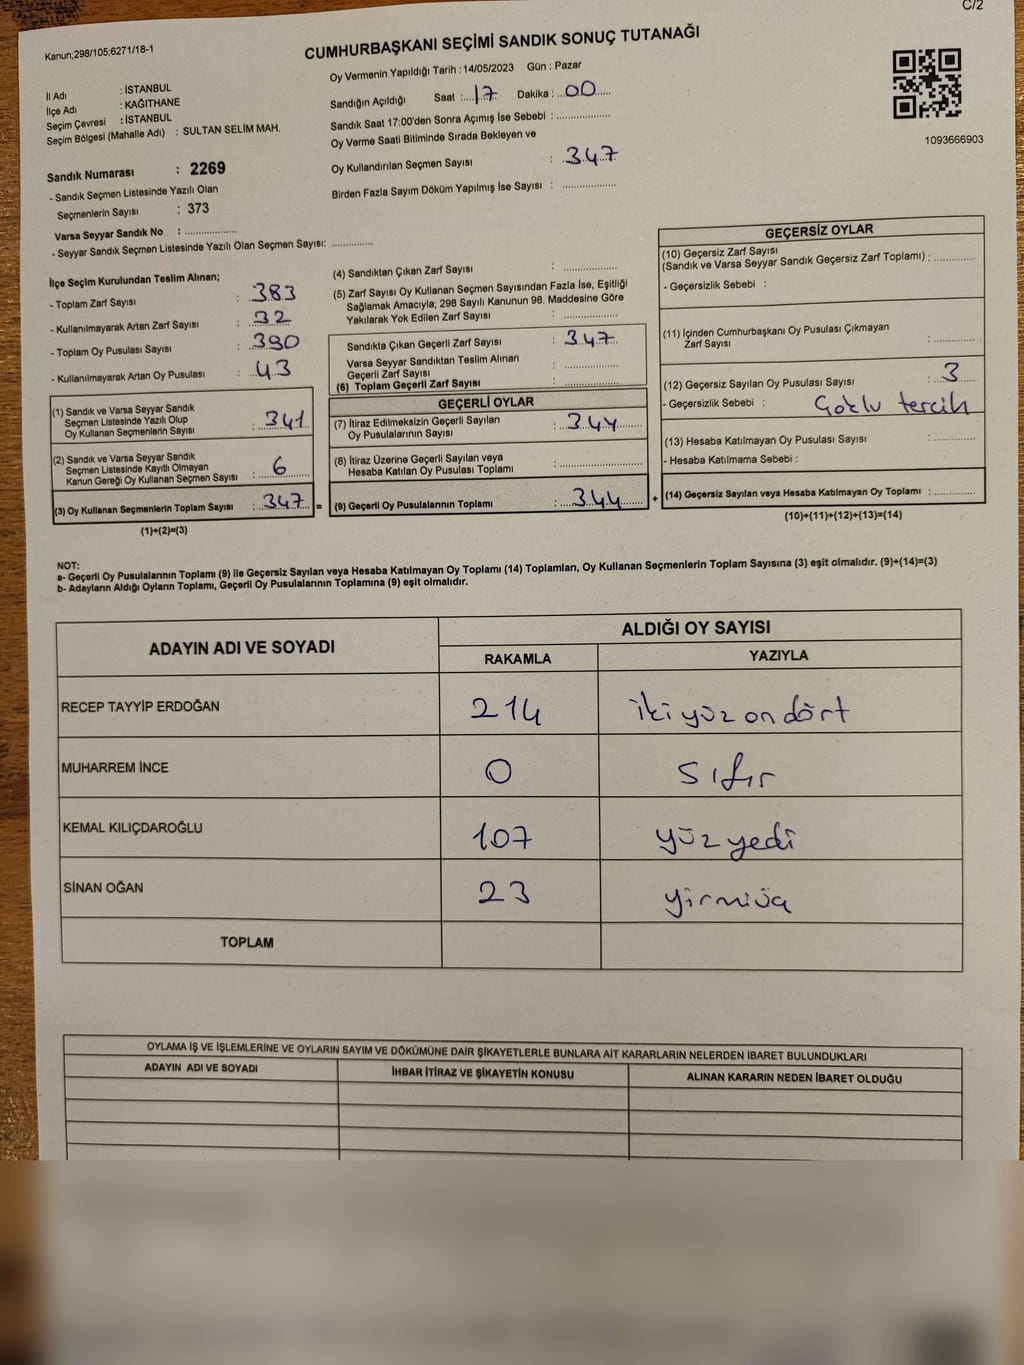 C/2
Kanun;298/105;6271/18-1
CUMHURBAŞKANI SEÇİMİ SANDIK SONUÇ TUTANAĞI
İl Adı : İSTANBUL
İlçe Adı : KAĞITHANE
Seçim Çevresi : İSTANBUL
Seçim Bölgesi (Mahalle Adı) : SULTAN SELİM MAH.
Sandık Numarası : 2269
- Sandık Seçmen Listesinde Yazılı Olan
Seçmenlerin Sayısı : 373
Varsa Seyyar Sandık No : ..................
- Seyyar Sandık Seçmen Listesinde Yazılı Olan Seçmen Sayısı: ..............
Oy Vermenin Yapıldığı Tarih : 14/05/2023 Gün : Pazar
Sandığın Açıldığı Saat : 17 Dakika : 00
Sandık Saat 17:00'den Sonra Açımış İse Sebebi : ..................
Oy Verme Saati Bitiminde Sırada Bekleyen ve
Oy Kullandırılan Seçmen Sayısı : 347
Birden Fazla Sayım Döküm Yapılmış İse Sayısı : ..................
1093666903
İlçe Seçim Kurulundan Teslim Alınan;
- Toplam Zarf Sayısı : 383
- Kullanılmayarak Artan Zarf Sayısı : 32
- Toplam Oy Pusulası Sayısı : 390
- Kullanılmayarak Artan Oy Pusulası : 43
(1) Sandık ve Varsa Seyyar Sandık
Seçmen Listesinde Yazılı Olup
Oy Kullanan Seçmenlerin Sayısı : 341
(2) Sandık ve Varsa Seyyar Sandık
Seçmen Listesinde Kayıtlı Olmayan
Kanun Gereği Oy Kullanan Seçmen Sayısı : 6
(3) Oy Kullanan Seçmenlerin Toplam Sayısı : 347 =
(1)+(2)=(3)
(4) Sandıktan Çıkan Zarf Sayısı : ..................
(5) Zarf Sayısı Oy Kullanan Seçmen Sayısından Fazla İse, Eşitliği
Sağlamak Amacıyla; 298 Sayılı Kanunun 98. Maddesine Göre
Yakılarak Yok Edilen Zarf Sayısı : ..................
Sandıkta Çıkan Geçerli Zarf Sayısı : 347
Varsa Seyyar Sandıktan Teslim Alınan
Geçerli Zarf Sayısı : ..................
(6) Toplam Geçerli Zarf Sayısı : ..................
GEÇERLİ OYLAR
(7) İtiraz Edilmeksizin Geçerli Sayılan
Oy Pusulalarının Sayısı : 344
(8) İtiraz Üzerine Geçerli Sayılan veya
Hesaba Katılan Oy Pusulası Toplamı : ..................
(9) Geçerli Oy Pusulalarının Toplamı : 344 +
GEÇERSİZ OYLAR
(10) Geçersiz Zarf Sayısı
(Sandık ve Varsa Seyyar Sandık Geçersiz Zarf Toplamı) : ............
- Geçersizlik Sebebi :
(11) İçinden Cumhurbaşkanı Oy Pusulası Çıkmayan
Zarf Sayısı : ............
(12) Geçersiz Sayılan Oy Pusulası Sayısı : 3
- Geçersizlik Sebebi : Çoklu tercih
(13) Hesaba Katılmayan Oy Pusulası Sayısı : ............
- Hesaba Katılmama Sebebi :
(14) Geçersiz Sayılan veya Hesaba Katılmayan Oy Toplamı : ............
(10)+(11)+(12)+(13)=(14)
NOT:
a- Geçerli Oy Pusulalarının Toplamı (9) ile Geçersiz Sayılan veya Hesaba Katılmayan Oy Toplamı (14) Toplamları, Oy Kullanan Seçmenlerin Toplam Sayısına (3) eşit olmalıdır. (9)+(14)=(3)
b- Adayların Aldığı Oyların Toplamı, Geçerli Oy Pusulalarının Toplamına (9) eşit olmalıdır.
ADAYIN ADI VE SOYADI ALDIĞI OY SAYISI
RAKAMLA YAZIYLA
RECEP TAYYİP ERDOĞAN 214 iki yüz on dört
MUHARREM İNCE 0 sıfır
KEMAL KILIÇDAROĞLU 107 yüz yedi
SİNAN OĞAN 23 yirmi üç
TOPLAM
OYLAMA İŞ VE İŞLEMLERİNE VE OYLARIN SAYIM VE DÖKÜMÜNE DAİR ŞİKAYETLERLE BUNLARA AİT KARARLARIN NELERDEN İBARET BULUNDUKLARI
ADAYIN ADI VE SOYADI İHBAR İTİRAZ VE ŞİKAYETİN KONUSU ALINAN KARARIN NEDEN İBARET OLDUĞU